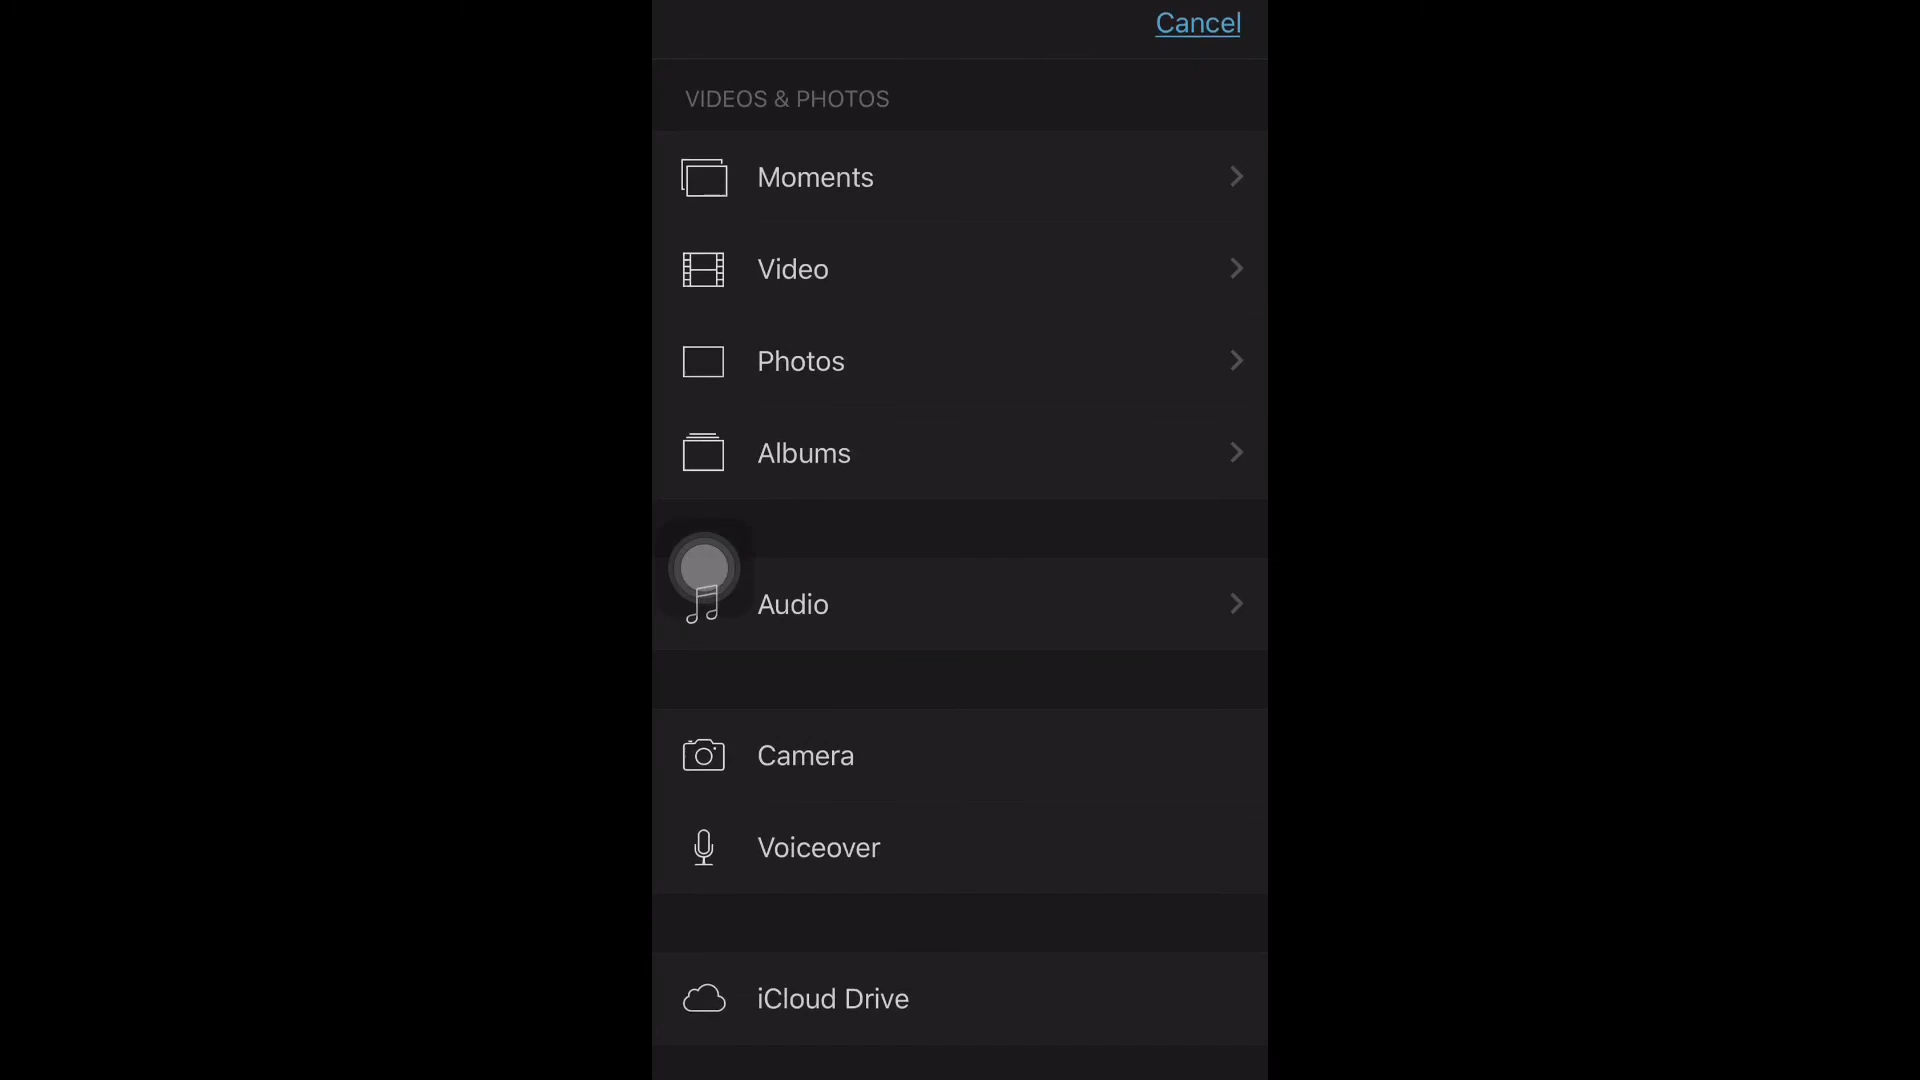 Cancel
VIDEOS & PHOTOS
Moments
Video
Photos
Albums
Audio
Camera
Voiceover
iCloud Drive